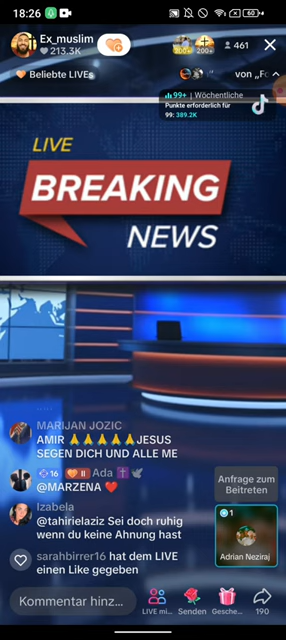 18:26
60
Ex_muslim
213.3K
200+
200+
461
Beliebte LIVEs
von „F
99+ | Wöchentliche
Punkte erforderlich für
99: 389.2K
LIVE
BREAKING
NEWS
MARIJAN JOZIC
AMIR 🙏🙏🙏🙏🙏JESUS
SEGEN DICH UND ALLE ME
16 II Ada ✝️🕊️
@MARZENA ❤️
Izabela
@tahirielaziz Sei doch ruhig
wenn du keine Ahnung hast
sarahbirrer16 hat dem LIVE
einen Like gegeben
Anfrage zum
Beitreten
1
Adrian Neziraj
Kommentar hinz...
LIVE mi...
Senden
Gesche...
190